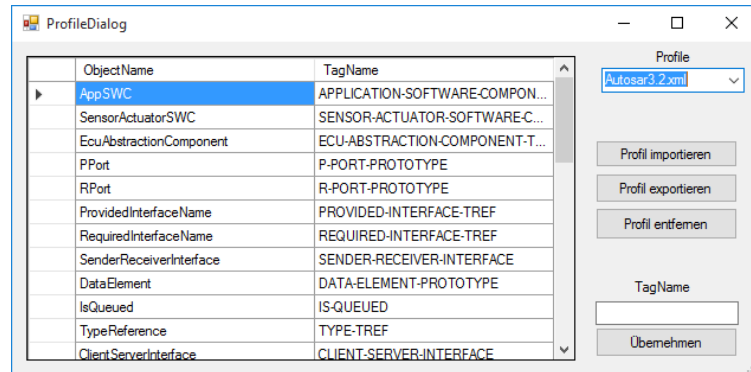 ProfileDialog
Profile
Autosar3.2.xml
ObjectName TagName
AppSWC APPLICATION-SOFTWARE-COMPON...
SensorActuatorSWC SENSOR-ACTUATOR-SOFTWARE-C...
EcuAbstractionComponent ECU-ABSTRACTION-COMPONENT-T...
PPort P-PORT-PROTOTYPE
RPort R-PORT-PROTOTYPE
ProvidedInterfaceName PROVIDED-INTERFACE-TREF
RequiredInterfaceName REQUIRED-INTERFACE-TREF
SenderReceiverInterface SENDER-RECEIVER-INTERFACE
DataElement DATA-ELEMENT-PROTOTYPE
IsQueued IS-QUEUED
TypeReference TYPE-TREF
ClientServerInterface CLIENT-SERVER-INTERFACE
Profil importieren
Profil exportieren
Profil entfernen
TagName
Übernehmen